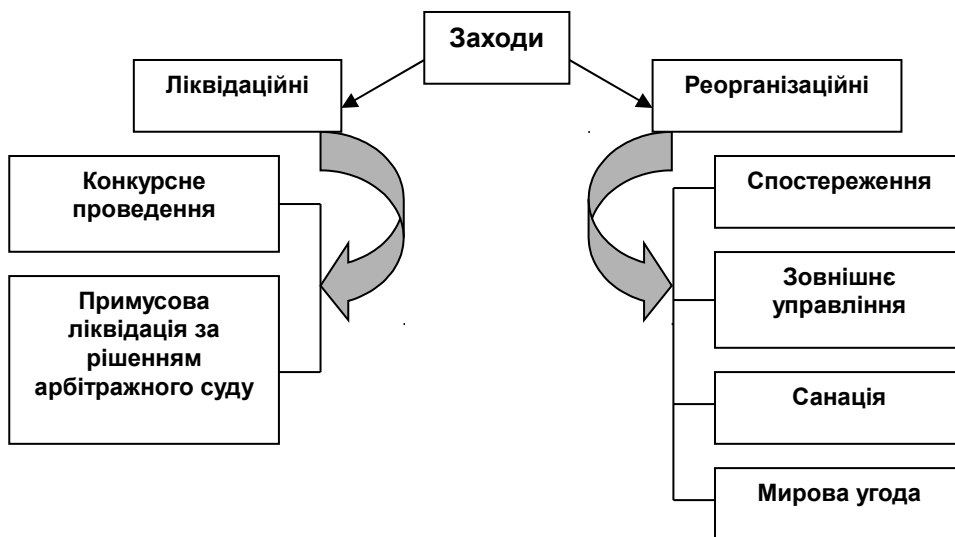 Заходи
Ліквідаційні
Реорганізаційні
Конкурсне
проведення
Примусова
ліквідація за
рішенням
арбітражного суду
Спостереження
Зовнішнє
управління
Санація
Мирова угода